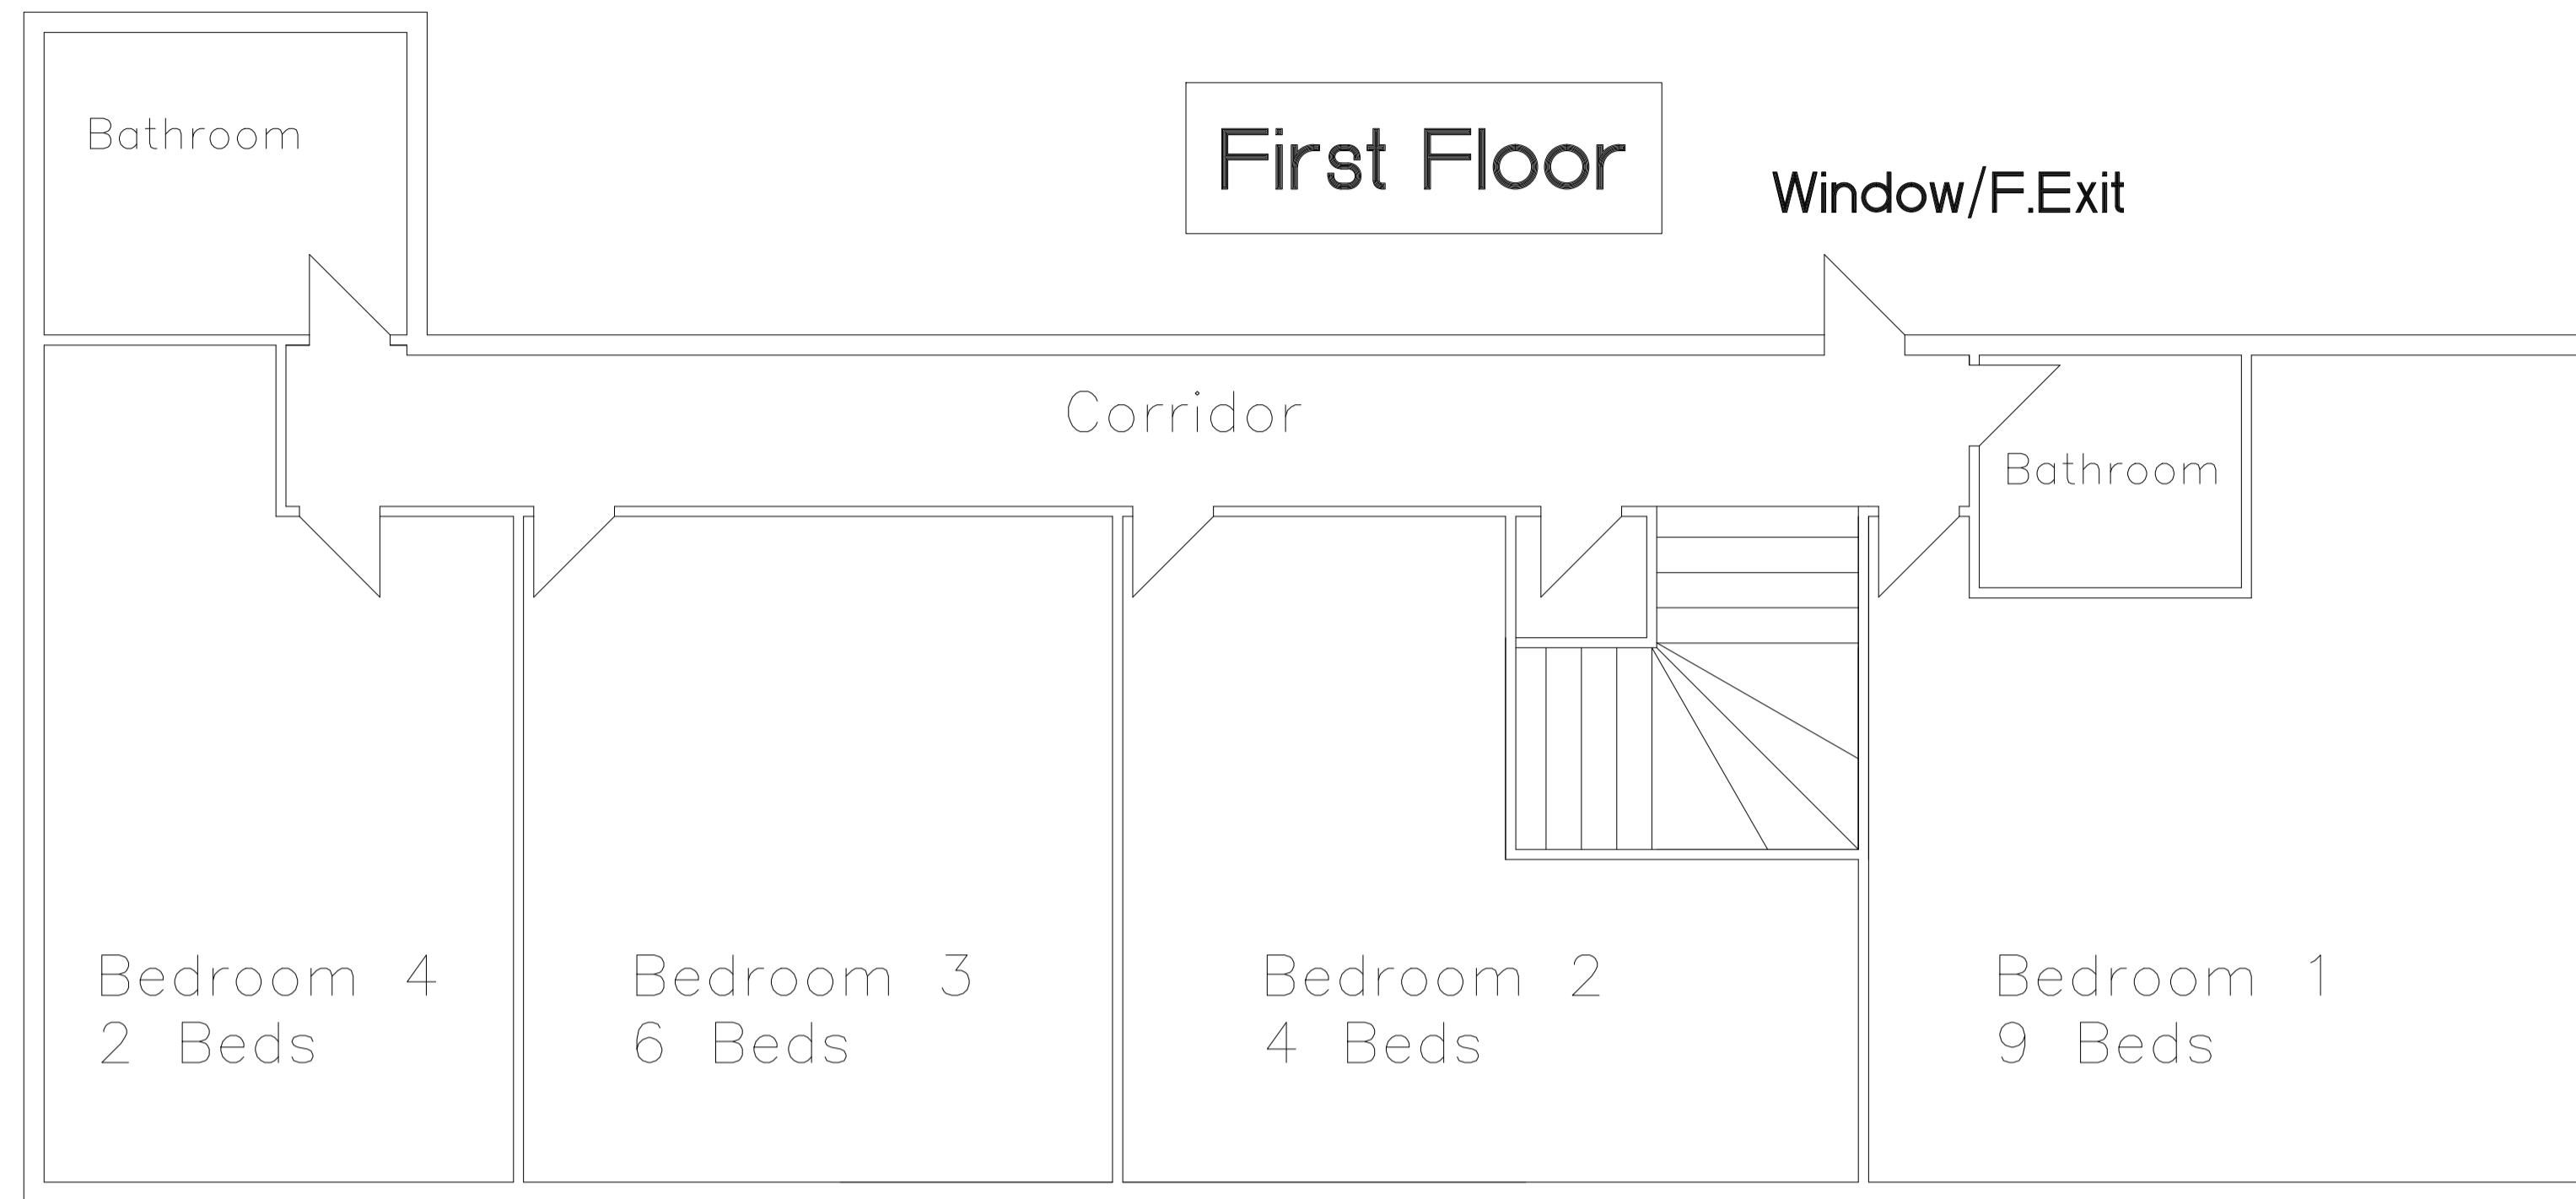 Bathroom
First Floor
Window/F.Exit
Corridor
Bathroom
Bedroom 4
2 Beds
Bedroom 3
6 Beds
Bedroom 2
4 Beds
Bedroom 1
9 Beds